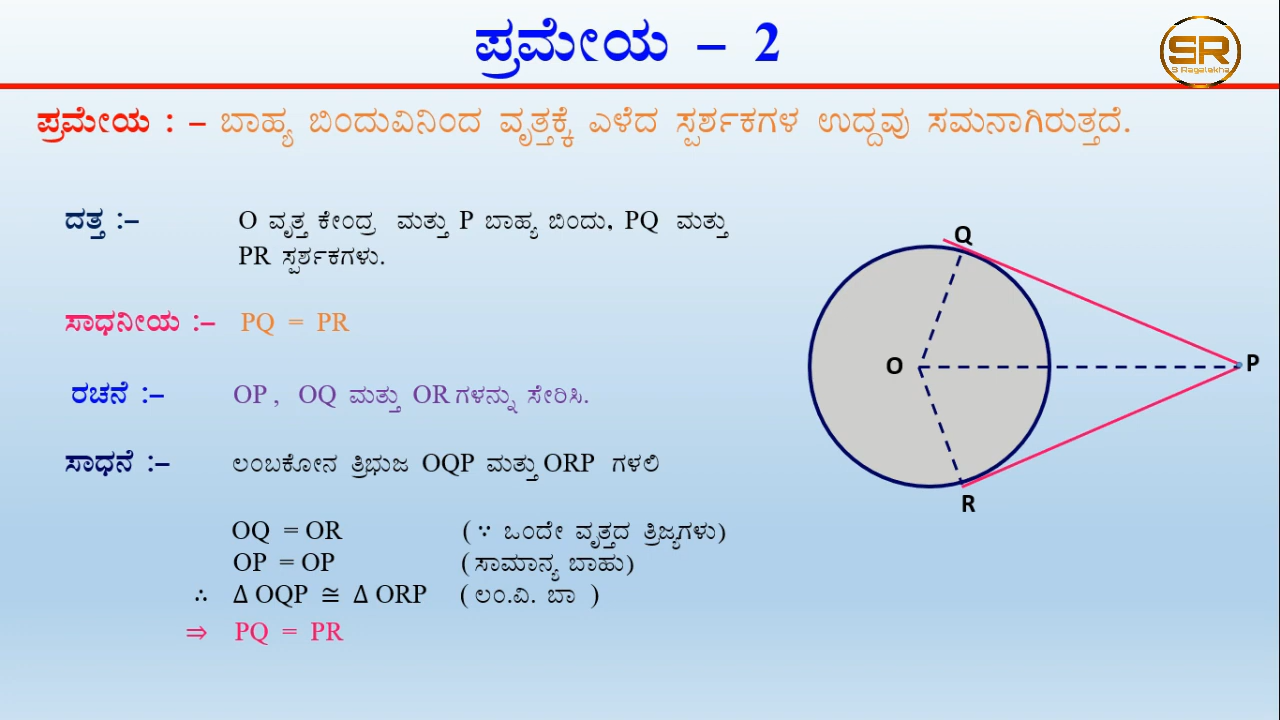 ಪ್ರಮೇಯ – 2
SR
S Ragalekha
ಪ್ರಮೇಯ : – ಬಾಹ್ಯ ಬಿಂದುವಿನಿಂದ ವೃತ್ತಕ್ಕೆ ಎಳೆದ ಸ್ಪರ್ಶಕಗಳ ಉದ್ದವು ಸಮನಾಗಿರುತ್ತದೆ.
ದತ್ತ :– O ವೃತ್ತ ಕೇಂದ್ರ ಮತ್ತು P ಬಾಹ್ಯ ಬಿಂದು, PQ ಮತ್ತು
PR ಸ್ಪರ್ಶಕಗಳು.
ಸಾಧನೀಯ :– PQ = PR
ರಚನೆ :– OP , OQ ಮತ್ತು OR ಗಳನ್ನು ಸೇರಿಸಿ.
ಸಾಧನೆ :– ಲಂಬಕೋನ ತ್ರಿಭುಜ OQP ಮತ್ತು ORP ಗಳಲಿ
OQ = OR (∵ ಒಂದೇ ವೃತ್ತದ ತ್ರಿಜ್ಯಗಳು)
OP = OP (ಸಾಮಾನ್ಯ ಬಾಹು)
∴ Δ OQP ≅ Δ ORP ( ಲಂ.ವಿ. ಬಾ )
⇒ PQ = PR
Q
O
P
R